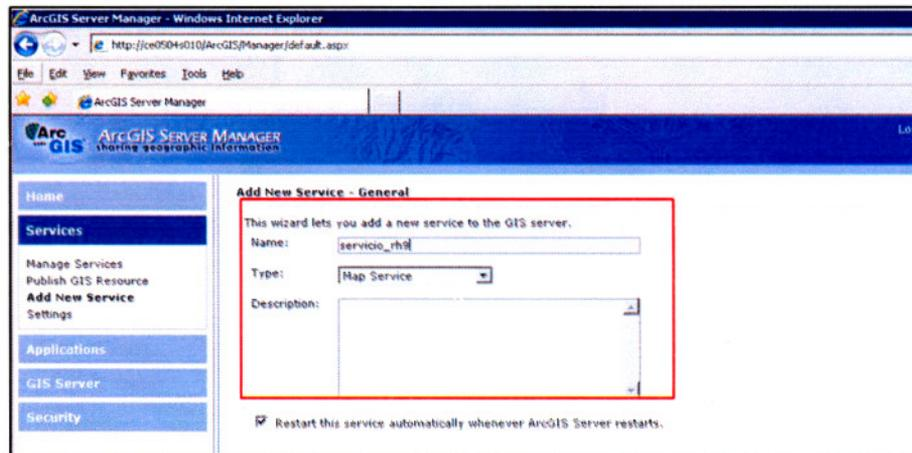 ArcGIS Server Manager - Windows Internet Explorer
http://ce0504s010/ArcGIS/Manager/default.aspx
File Edit View Favorites Tools Help
ArcGIS Server Manager
Arc GIS ARCGIS SERVER MANAGER
sharing geographic information
Lo
Home
Services
Manage Services
Publish GIS Resource
Add New Service
Settings
Applications
GIS Server
Security
Add New Service - General
This wizard lets you add a new service to the GIS server.
Name: servicio_rh9
Type: Map Service
Description:
Restart this service automatically whenever ArcGIS Server restarts.